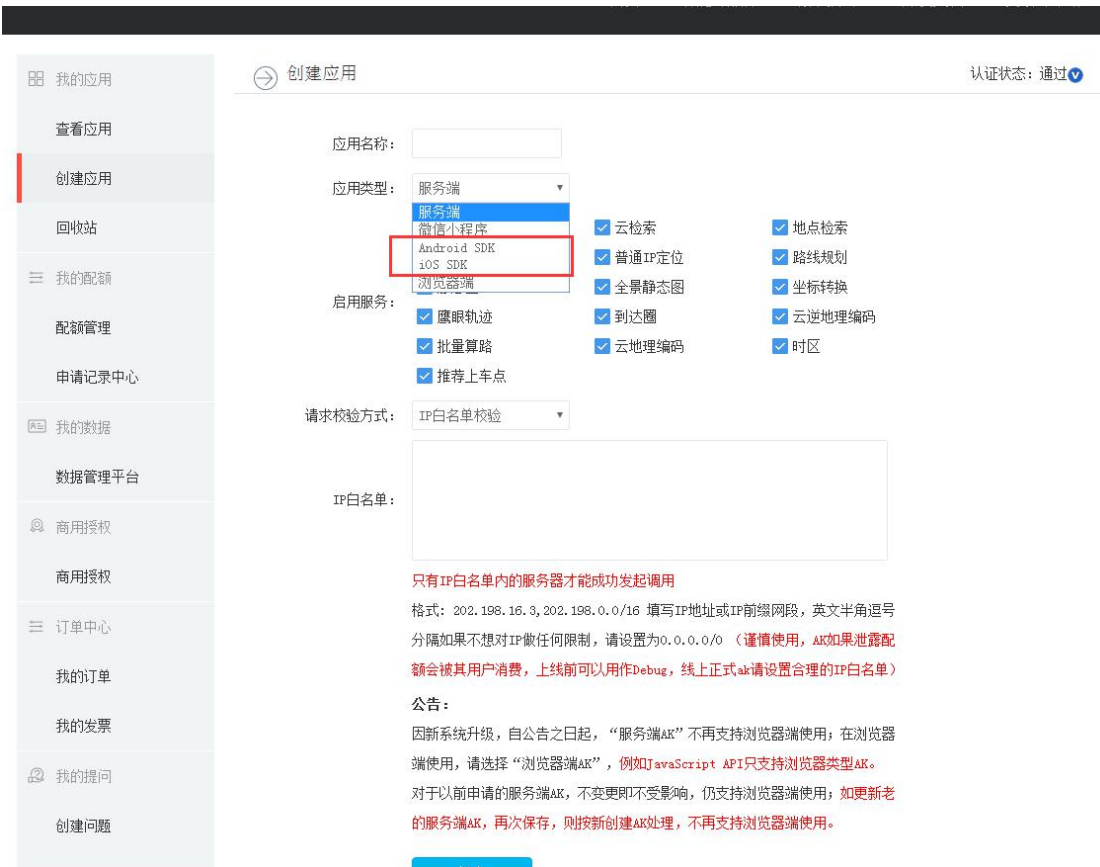 我的应用
查看应用
创建应用
回收站
我的配额
配额管理
申请记录中心
我的数据
数据管理平台
商用授权
商用授权
订单中心
我的订单
我的发票
我的提问
创建问题
创建应用
认证状态：通过
应用名称：
应用类型：
服务端
服务端
微信小程序
Android SDK
iOS SDK
浏览器端
启用服务：
云检索
地点检索
普通IP定位
路线规划
全景静态图
坐标转换
鹰眼轨迹
到达圈
云逆地理编码
批量算路
云地理编码
时区
推荐上车点
请求校验方式：
IP白名单校验
IP白名单：
只有IP白名单内的服务器才能成功发起调用
格式: 202.198.16.3,202.198.0.0/16 填写IP地址或IP前缀网段，英文半角逗号
分隔如果不想对IP做任何限制，请设置为0.0.0.0/0 （谨慎使用，AK如果泄露配
额会被其用户消费，上线前可以用作Debug，线上正式ak请设置合理的IP白名单）
公告：
因新系统升级，自公告之日起，“服务端AK”不再支持浏览器端使用；在浏览器
端使用，请选择“浏览器端AK”，例如JavaScript API只支持浏览器类型AK。
对于以前申请的服务端AK，不变更即不受影响，仍支持浏览器端使用；如更新老
的服务端AK，再次保存，则按新创建AK处理，不再支持浏览器端使用。